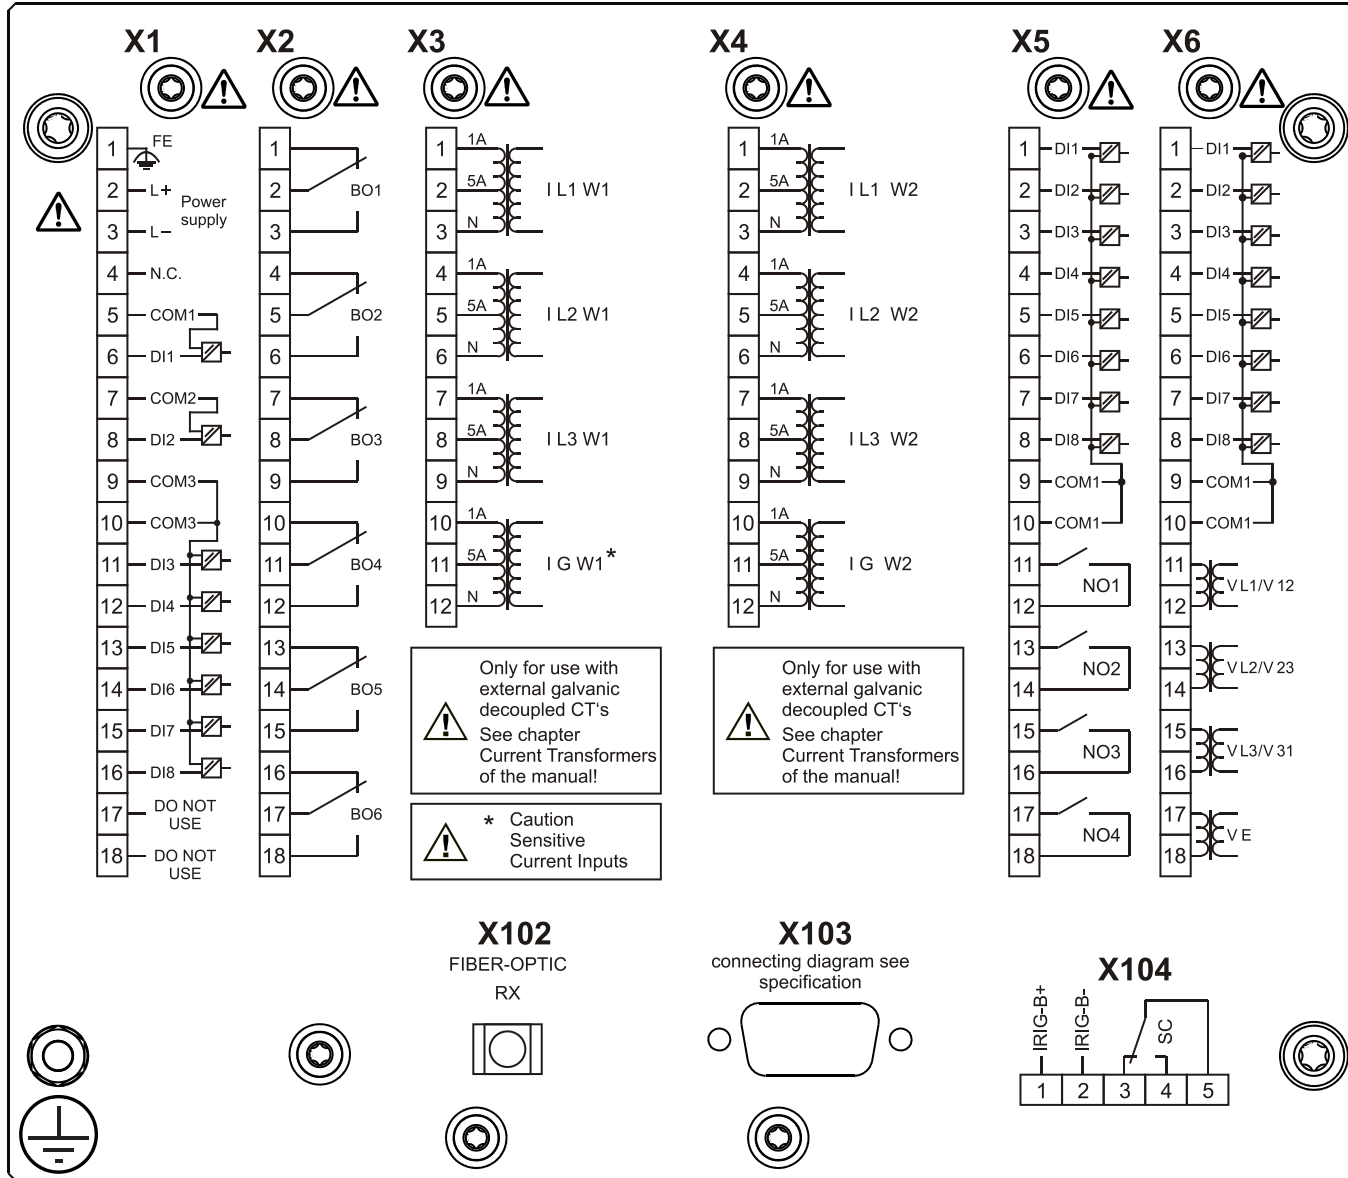 X1
1 FE
2 L+ Power
supply
3 L−
4 N.C.
5 COM1
6 DI1
7 COM2
8 DI2
9 COM3
10 COM3
11 DI3
12 DI4
13 DI5
14 DI6
15 DI7
16 DI8
17 DO NOT
USE
18 DO NOT
USE
X2
1
2 BO1
3
4
5 BO2
6
7
8 BO3
9
10
11 BO4
12
13
14 BO5
15
16
17 BO6
18
X3
1 1A
2 5A I L1 W1
3 N
4 1A
5 5A I L2 W1
6 N
7 1A
8 5A I L3 W1
9 N
10 1A
11 5A I G W1*
12 N
Only for use with
external galvanic
decoupled CT‘s
See chapter
Current Transformers
of the manual!
* Caution
Sensitive
Current Inputs
X4
1 1A
2 5A I L1 W2
3 N
4 1A
5 5A I L2 W2
6 N
7 1A
8 5A I L3 W2
9 N
10 1A
11 5A I G W2
12 N
Only for use with
external galvanic
decoupled CT‘s
See chapter
Current Transformers
of the manual!
X5
1 DI1
2 DI2
3 DI3
4 DI4
5 DI5
6 DI6
7 DI7
8 DI8
9 COM1
10 COM1
11
NO1
12
13
NO2
14
15
NO3
16
17
NO4
18
X6
1 DI1
2 DI2
3 DI3
4 DI4
5 DI5
6 DI6
7 DI7
8 DI8
9 COM1
10 COM1
11
V L1/V 12
12
13
V L2/V 23
14
15
V L3/V 31
16
17
V E
18
X102
FIBER-OPTIC
RX
X103
connecting diagram see
specification
X104
IRIG-B+
IRIG-B-
SC
1 2 3 4 5